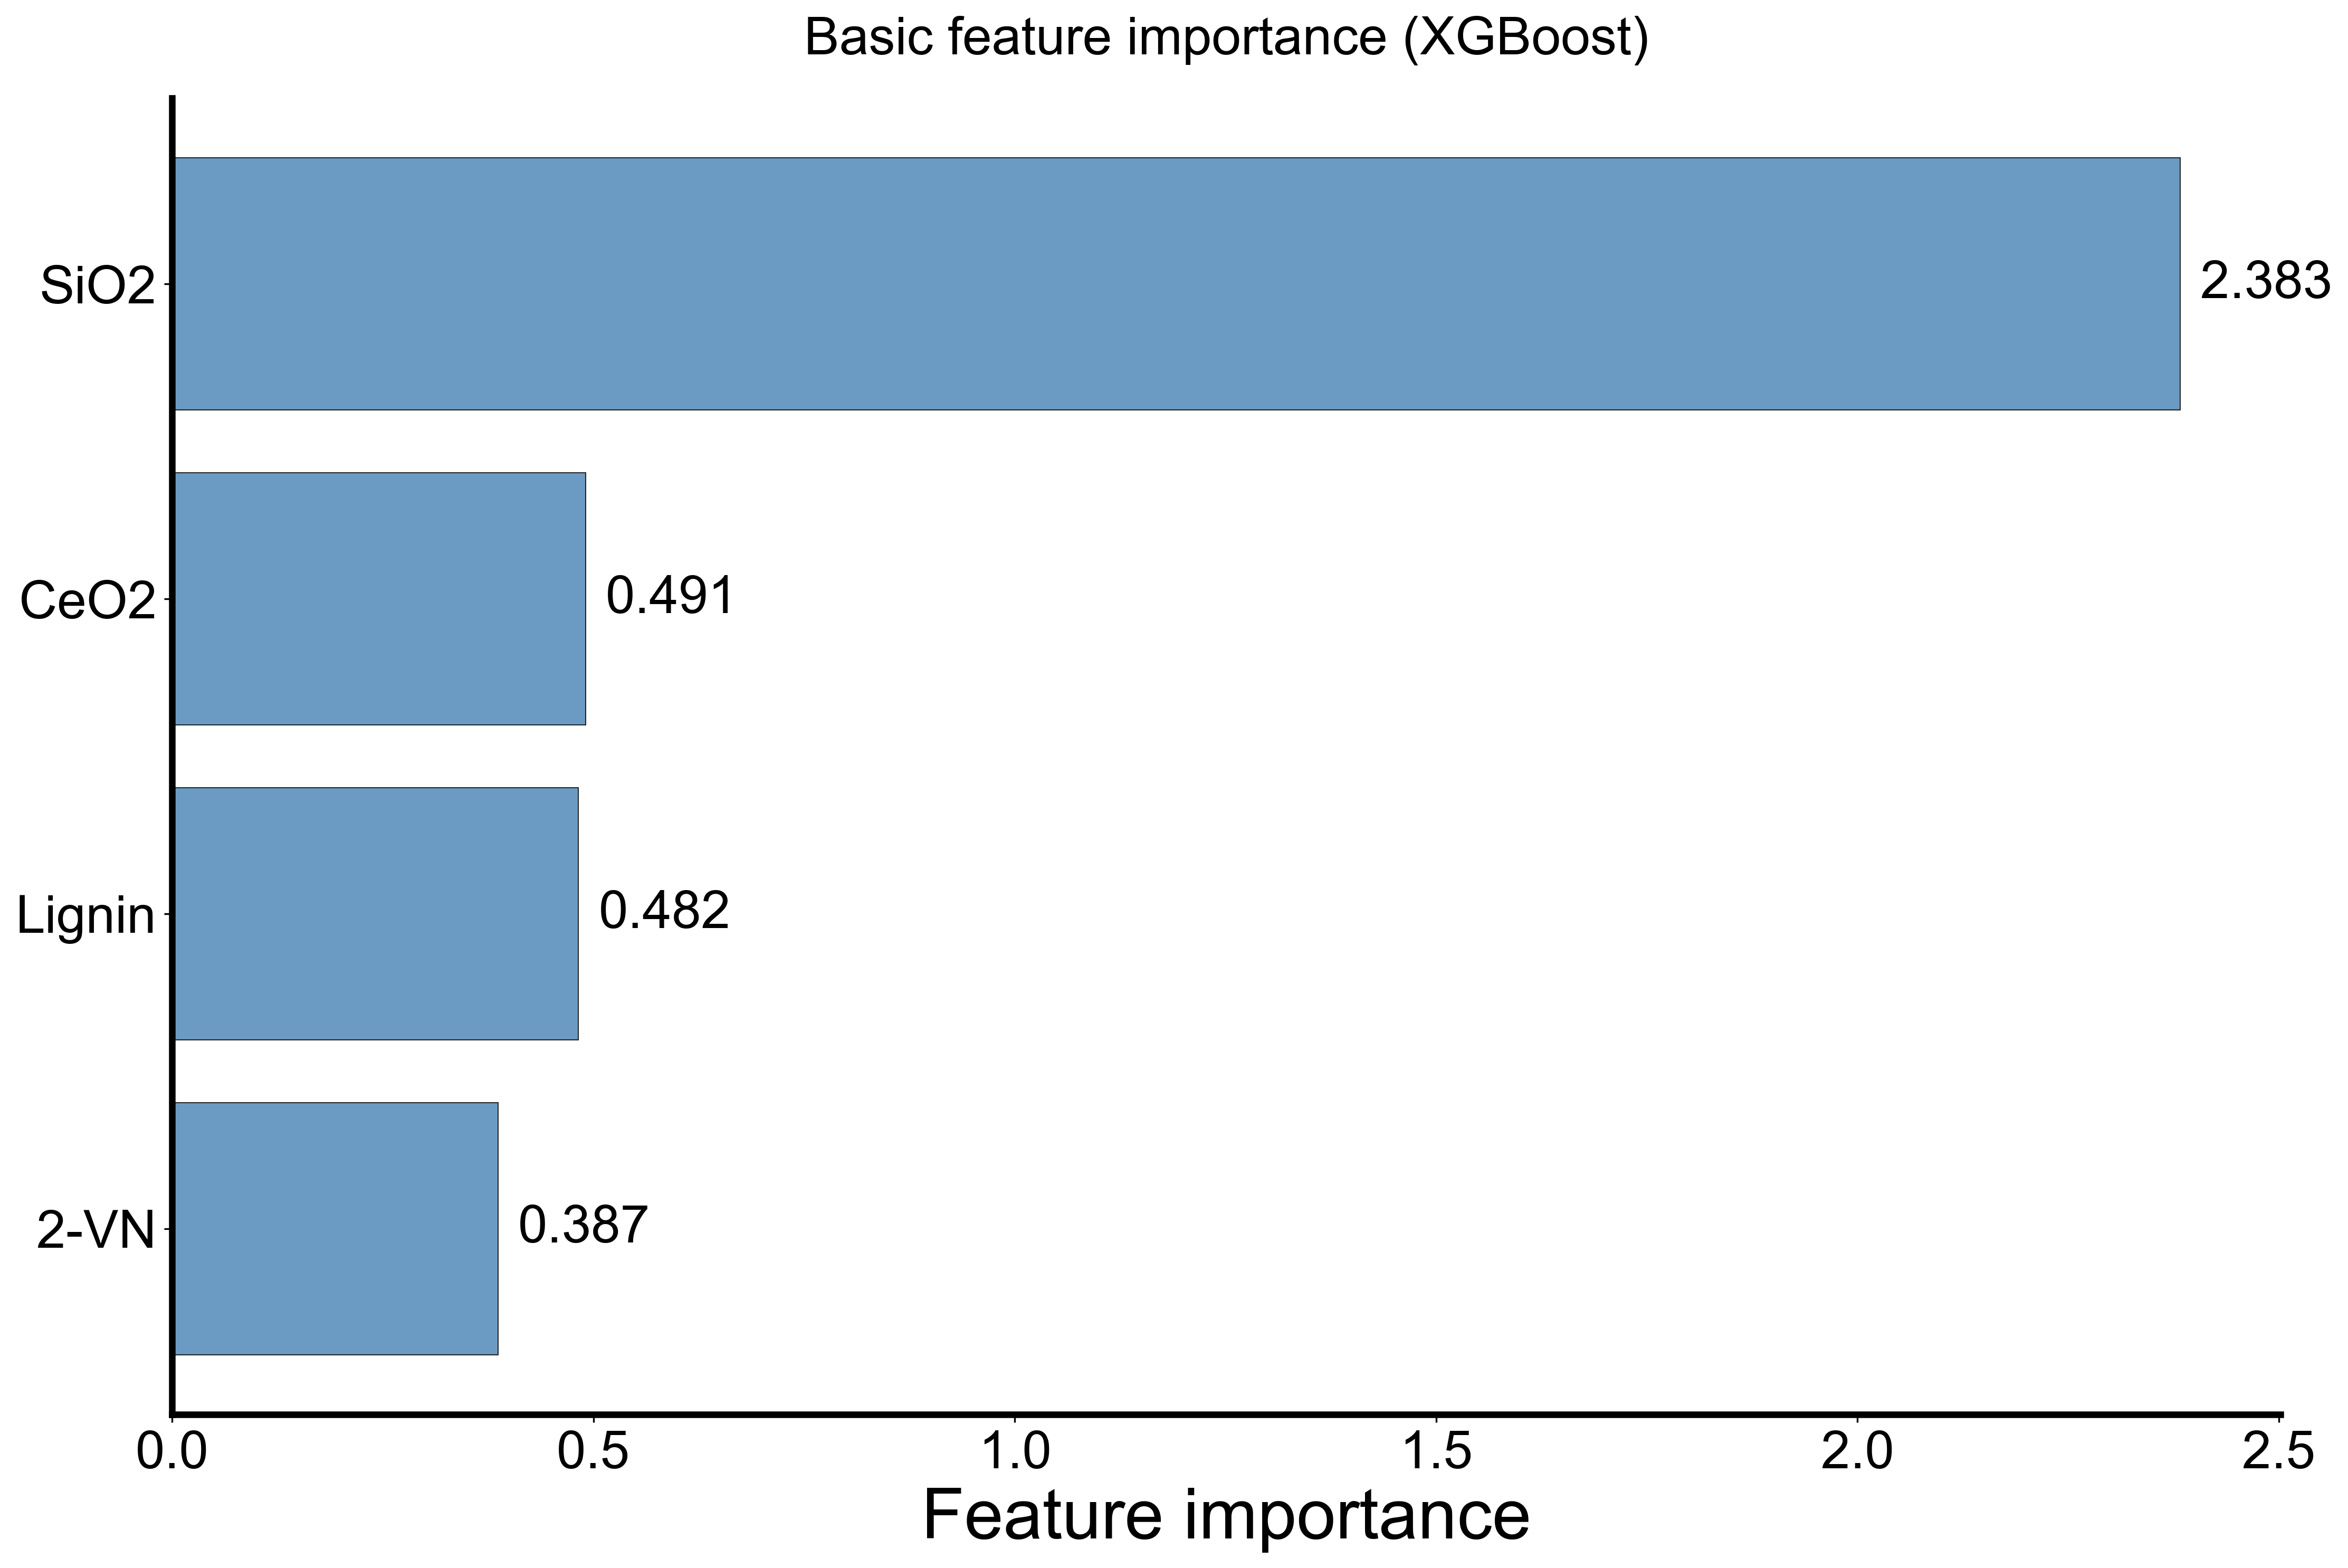 Basic feature importance (XGBoost)
SiO2
2.383
CeO2
0.491
Lignin
0.482
2-VN
0.387
0.0 0.5 1.0 1.5 2.0 2.5
Feature importance